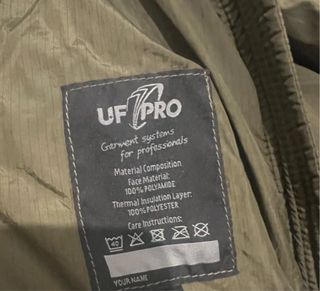 UF PRO
Garment systems
for professionals
Material Composition
Face Material:
100% POLYAMIDE
Thermal Insulation Layer:
100% POLYESTER
Care Instructions:
40
YOUR NAME